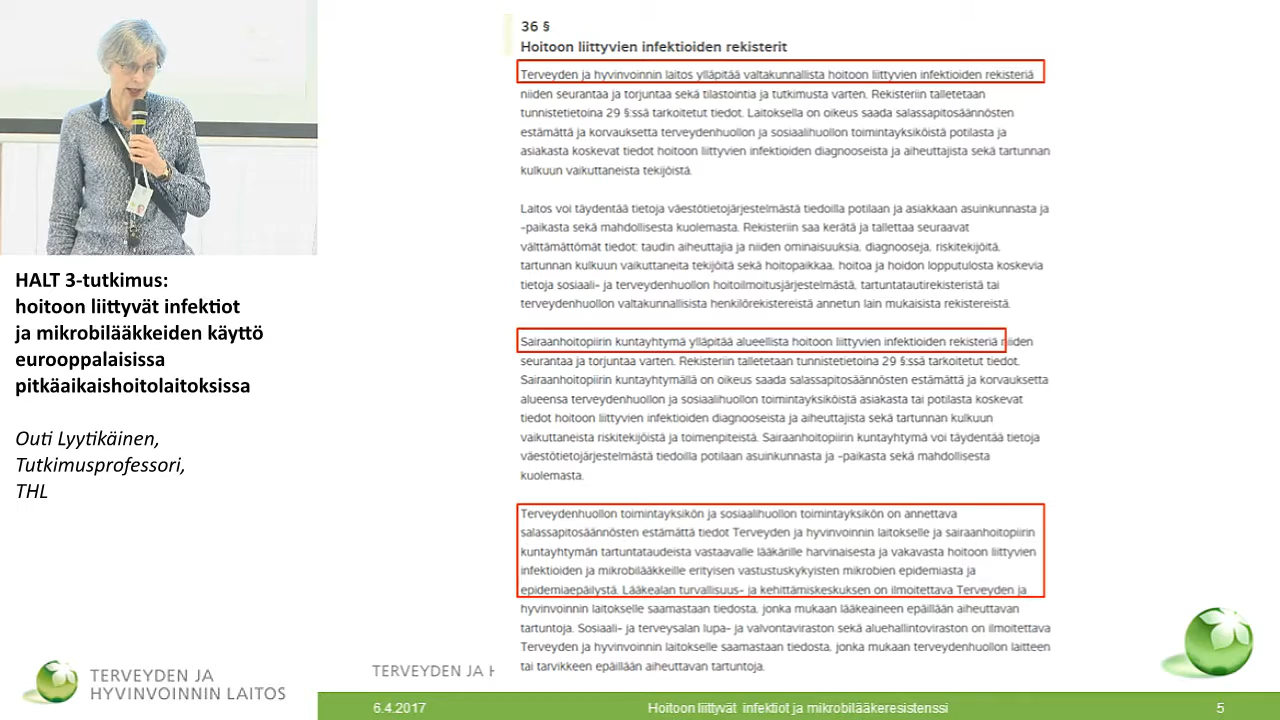 HALT 3-tutkimus:
hoitoon liittyvät infektiot
ja mikrobilääkkeiden käyttö
eurooppalaisissa
pitkäaikaishoitolaitoksissa
Outi Lyytikäinen,
Tutkimusprofessori,
THL
TERVEYDEN JA
HYVINVOINNIN LAITOS
36 §
Hoitoon liittyvien infektioiden rekisterit
Terveyden ja hyvinvoinnin laitos ylläpitää valtakunnallista hoitoon liittyvien infektioiden rekisteriä
niiden seurantaa ja torjuntaa sekä tilastointia ja tutkimusta varten. Rekisteriin talletetaan
tunnistetietoina 29 §:ssä tarkoitetut tiedot. Laitoksella on oikeus saada salassapitosäännösten
estämättä ja korvauksetta terveydenhuollon ja sosiaalihuollon toimintayksiköistä potilasta ja
asiakasta koskevat tiedot hoitoon liittyvien infektioiden diagnooseista ja aiheuttajista sekä tartunnan
kulkuun vaikuttaneista tekijöistä.
Laitos voi täydentää tietoja väestötietojärjestelmästä tiedoilla potilaan ja asiakkaan asuinkunnasta ja
-paikasta sekä mahdollisesta kuolemasta. Rekisteriin saa kerätä ja tallettaa seuraavat
välttämättömät tiedot: taudin aiheuttajia ja niiden ominaisuuksia, diagnooseja, riskitekijöitä,
tartunnan kulkuun vaikuttaneita tekijöitä sekä hoitopaikkaa, hoitoa ja hoidon lopputulosta koskevia
tietoja sosiaali- ja terveydenhuollon hoitoilmoitusjärjestelmästä, tartuntatautirekisteristä tai
terveydenhuollon valtakunnallisista henkilörekistereistä annetun lain mukaisista rekistereistä.
Sairaanhoitopiirin kuntayhtymä ylläpitää alueellista hoitoon liittyvien infektioiden rekisteriä niiden
seurantaa ja torjuntaa varten. Rekisteriin talletetaan tunnistetietoina 29 §:ssä tarkoitetut tiedot.
Sairaanhoitopiirin kuntayhtymällä on oikeus saada salassapitosäännösten estämättä ja korvauksetta
alueensa terveydenhuollon ja sosiaalihuollon toimintayksiköistä asiakasta tai potilasta koskevat
tiedot hoitoon liittyvien infektioiden diagnooseista ja aiheuttajista sekä tartunnan kulkuun
vaikuttaneista riskitekijöistä ja toimenpiteistä. Sairaanhoitopiirin kuntayhtymä voi täydentää tietoja
väestötietojärjestelmästä tiedoilla potilaan asuinkunnasta ja -paikasta sekä mahdollisesta
kuolemasta.
Terveydenhuollon toimintayksikön ja sosiaalihuollon toimintayksikön on annettava
salassapitosäännösten estämättä tiedot Terveyden ja hyvinvoinnin laitokselle ja sairaanhoitopiirin
kuntayhtymän tartuntataudeista vastaavalle lääkärille harvinaisesta ja vakavasta hoitoon liittyvien
infektioiden ja mikrobilääkkeille erityisen vastustuskykyisten mikrobien epidemiasta ja
epidemiaepäilystä. Lääkealan turvallisuus- ja kehittämiskeskuksen on ilmoitettava Terveyden ja
hyvinvoinnin laitokselle saamastaan tiedosta, jonka mukaan lääkeaineen epäillään aiheuttavan
tartuntoja. Sosiaali- ja terveysalan lupa- ja valvontaviraston sekä aluehallintoviraston on ilmoitettava
Terveyden ja hyvinvoinnin laitokselle saamastaan tiedosta, jonka mukaan terveydenhuollon laitteen
tai tarvikkeen epäillään aiheuttavan tartuntoja.
TERVEYDEN JA H
6.4.2017
Hoitoon liittyvät infektiot ja mikrobilääkeresistenssi
5